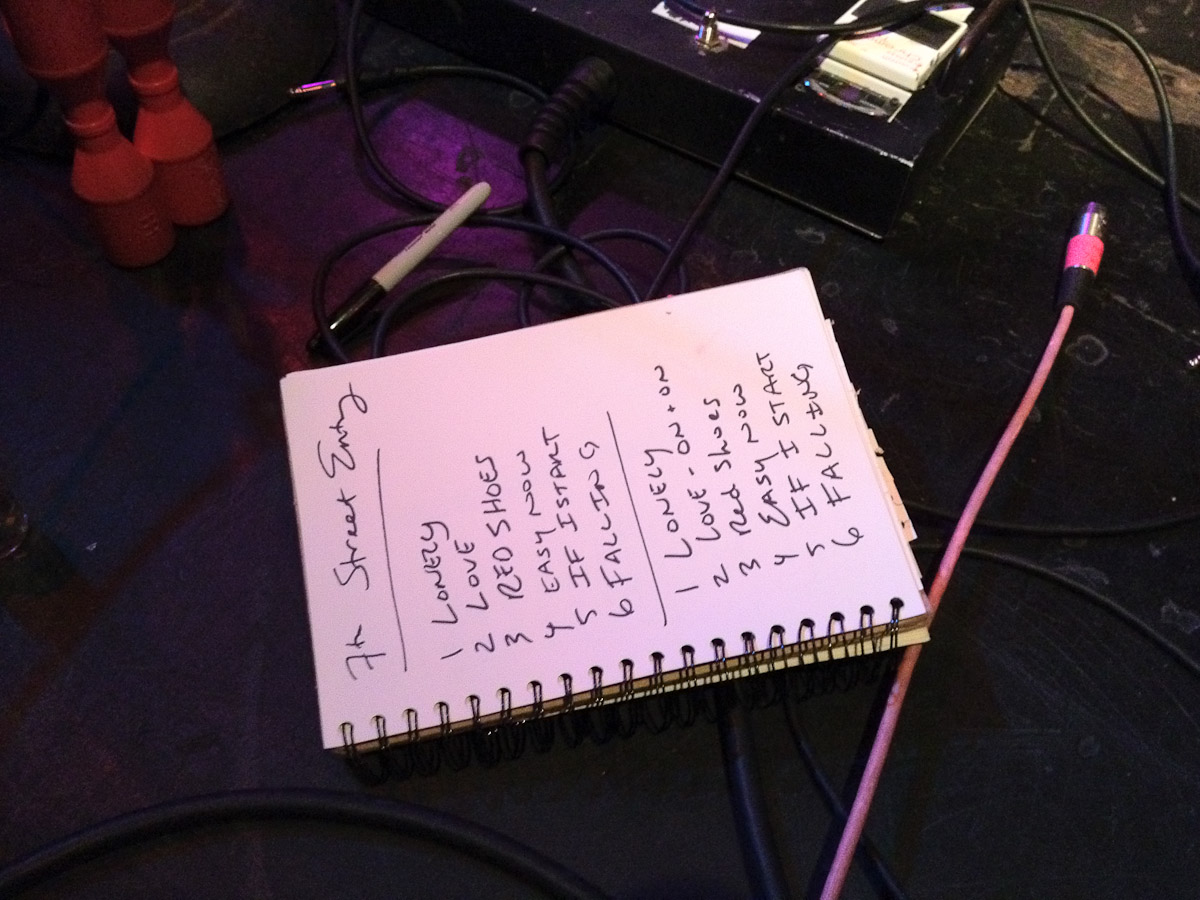 7th Street Entry
1 LONELY
2 LOVE
3 RED SHOES
4 EASY NOW
5 IF I START
6 FALLING
1 LONELY
2 LOVE - ON + ON
3 Red Shoes
4 EASY NOW
5 IF I START
6 FALLING